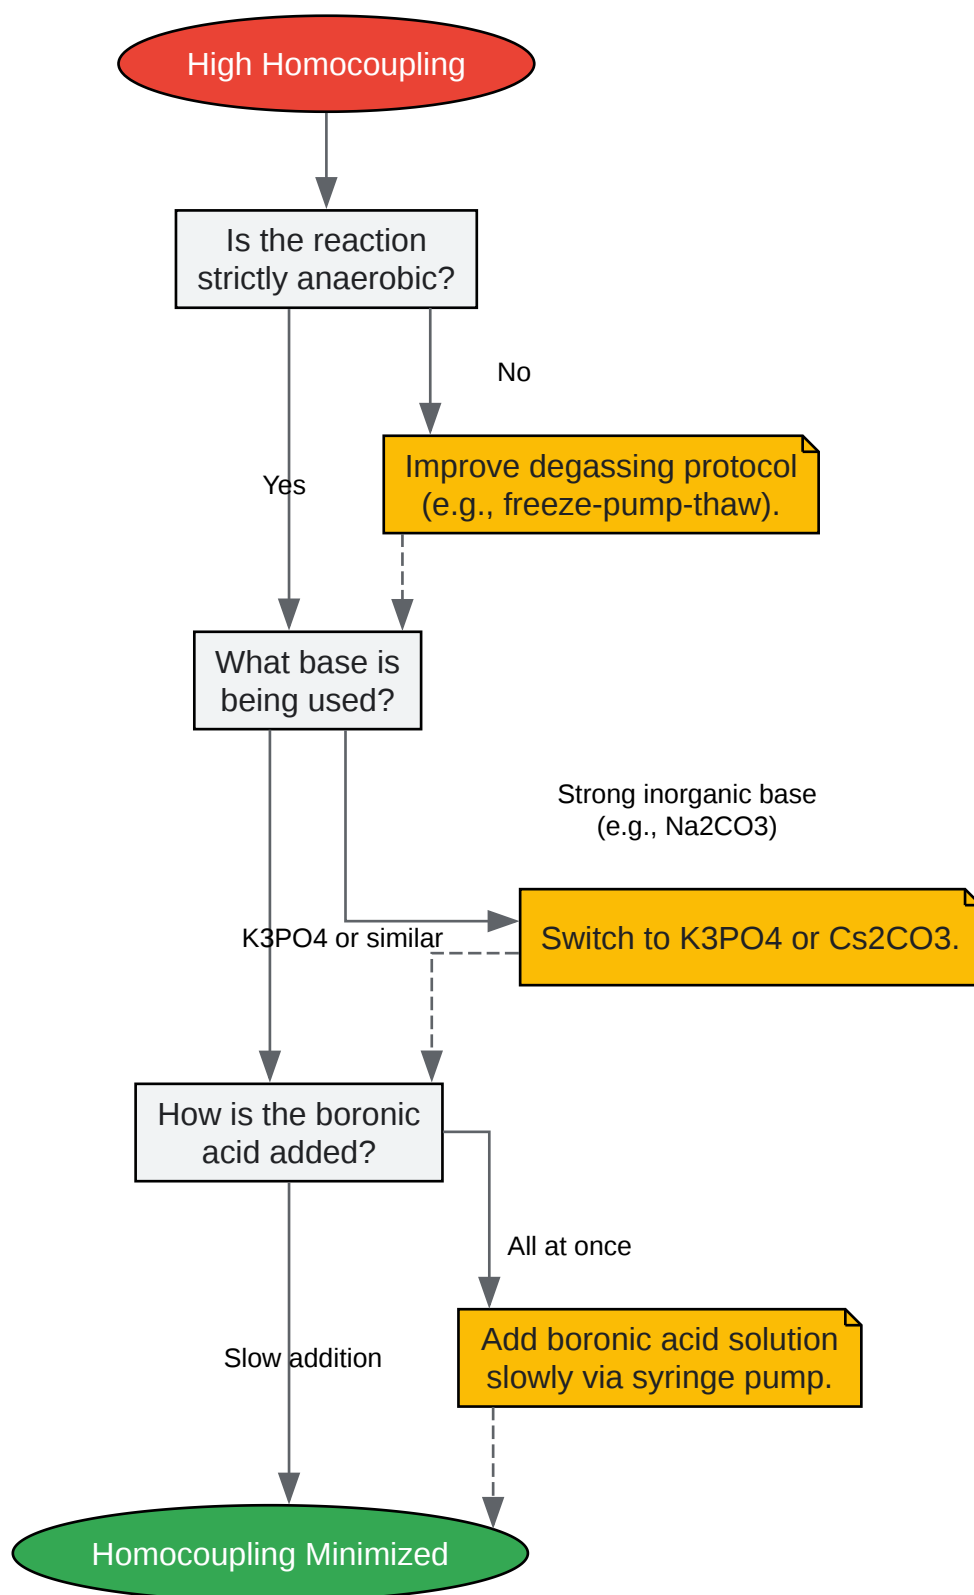 High Homocoupling
Is the reaction
strictly anaerobic?
No
Improve degassing protocol
(e.g., freeze-pump-thaw).
Yes
What base is
being used?
Strong inorganic base
(e.g., Na2CO3)
K3PO4 or similar
Switch to K3PO4 or Cs2CO3.
How is the boronic
acid added?
All at once
Add boronic acid solution
slowly via syringe pump.
Slow addition
Homocoupling Minimized